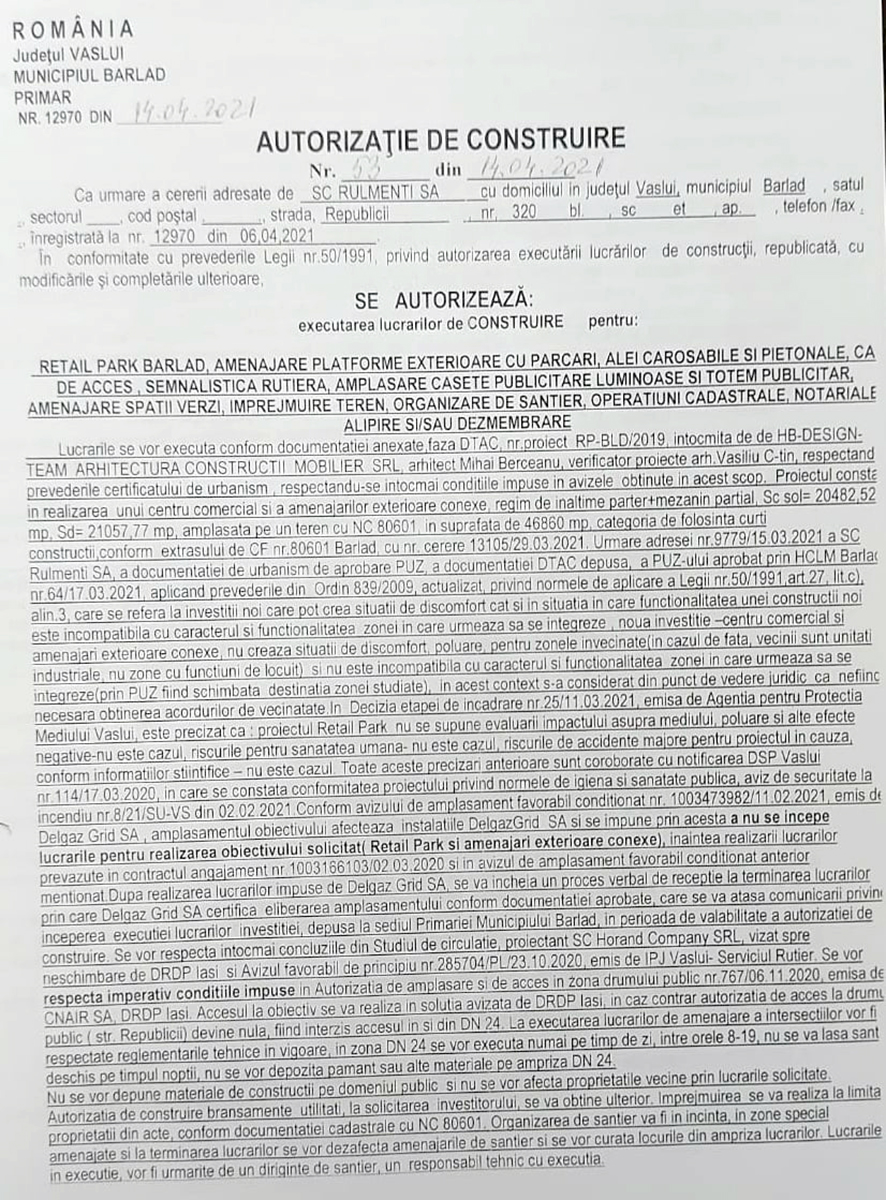 ROMÂNIA
Judeţul VASLUI
MUNICIPIUL BARLAD
PRIMAR
NR. 12970 DIN 14.04.2021
AUTORIZAŢIE DE CONSTRUIRE
Nr. 53 din 14.04.2021
Ca urmare a cererii adresate de SC RULMENTI SA cu domiciliul in judeţul Vaslui, municipiul Barlad , satul
, sectorul ____, cod poştal ______, strada, Republicii , nr, 320 bl. , sc et , ap. , telefon /fax ,
, înregistrată la nr. 12970 din 06,04,2021 .
În conformitate cu prevederile Legii nr.50/1991, privind autorizarea executării lucrărilor de construcţii, republicată, cu
modificările şi completările ulterioare,
SE AUTORIZEAZĂ:
executarea lucrarilor de CONSTRUIRE pentru:
RETAIL PARK BARLAD, AMENAJARE PLATFORME EXTERIOARE CU PARCARI, ALEI CAROSABILE SI PIETONALE, CA
DE ACCES , SEMNALISTICA RUTIERA, AMPLASARE CASETE PUBLICITARE LUMINOASE SI TOTEM PUBLICITAR,
AMENAJARE SPATII VERZI, IMPREJMUIRE TEREN, ORGANIZARE DE SANTIER, OPERATIUNI CADASTRALE, NOTARIALE
ALIPIRE SI/SAU DEZMEMBRARE
Lucrarile se vor executa conform documentatiei anexate,faza DTAC, nr.proiect RP-BLD/2019, intocmita de de HB-DESIGN-
TEAM ARHITECTURA CONSTRUCTII MOBILIER SRL, arhitect Mihai Berceanu, verificator proiecte arh.Vasiliu C-tin, respectand
prevederile certificatului de urbanism , respectandu-se intocmai conditiile impuse in avizele obtinute in acest scop. Proiectul consta
in realizarea unui centru comercial si a amenajarilor exterioare conexe, regim de inaltime parter+mezanin partial, Sc sol= 20482,52
mp, Sd= 21057,77 mp, amplasata pe un teren cu NC 80601, in suprafata de 46860 mp, categoria de folosinta curti
constructii,conform extrasului de CF nr.80601 Barlad, cu nr. cerere 13105/29.03.2021. Urmare adresei nr.9779/15.03.2021 a SC
Rulmenti SA, a documentatiei de urbanism de aprobare PUZ, a documentatiei DTAC depusa, a PUZ-ului aprobat prin HCLM Barlad
nr.64/17.03.2021, aplicand prevederile din Ordin 839/2009, actualizat, privind normele de aplicare a Legii nr.50/1991,art.27, lit.c),
alin.3, care se refera la investitii noi care pot crea situatii de discomfort cat si in situatia in care functionalitatea unei constructii noi
este incompatibila cu caracterul si functionalitatea zonei in care urmeaza sa se integreze , noua investitie –centru comercial si
amenajari exterioare conexe, nu creaza situatii de discomfort, poluare, pentru zonele invecinate(in cazul de fata, vecinii sunt unitati
industriale, nu zone cu functiuni de locuit) si nu este incompatibila cu caracterul si functionalitatea zonei in care urmeaza sa se
integreze(prin PUZ fiind schimbata destinatia zonei studiate), in acest context s-a considerat din punct de vedere juridic ca nefiind
necesara obtinerea acordurilor de vecinatate.In Decizia etapei de incadrare nr.25/11.03.2021, emisa de Agentia pentru Protectia
Mediului Vaslui, este precizat ca : proiectul Retail Park nu se supune evaluarii impactului asupra mediului, poluare si alte efecte
negative-nu este cazul, riscurile pentru sanatatea umana- nu este cazul, riscurile de accidente majore pentru proiectul in cauza,
conform informatiilor stiintifice – nu este cazul. Toate aceste precizari anterioare sunt coroborate cu notificarea DSP Vaslui
nr.114/17.03.2020, in care se constata conformitatea proiectului privind normele de igiena si sanatate publica, aviz de securitate la
incendiu nr.8/21/SU-VS din 02.02.2021.Conform avizului de amplasament favorabil conditionat nr. 1003473982/11.02.2021, emis de
Delgaz Grid SA , amplasamentul obiectivului afecteaza instalatiile DelgazGrid SA si se impune prin acesta a nu se incepe
lucrarile pentru realizarea obiectivului solicitat( Retail Park si amenajari exterioare conexe), inaintea realizarii lucrarilor
prevazute in contractul angajament nr.1003166103/02.03.2020 si in avizul de amplasament favorabil conditionat anterior
mentionat.Dupa realizarea lucrarilor impuse de Delgaz Grid SA, se va incheia un proces verbal de receptie la terminarea lucrarilor
prin care Delgaz Grid SA certifica eliberarea amplasamentului conform documentatiei aprobate, care se va atasa comunicarii privind
inceperea executiei lucrarilor investitiei, depusa la sediul Primariei Municipiului Barlad, in perioada de valabilitate a autorizatiei de
construire. Se vor respecta intocmai concluziile din Studiul de circulatie, proiectant SC Horand Company SRL, vizat spre
neschimbare de DRDP Iasi si Avizul favorabil de principiu nr.285704/PL/23.10.2020, emis de IPJ Vaslui- Serviciul Rutier. Se vor
respecta imperativ conditiile impuse in Autorizatia de amplasare si de acces in zona drumului public nr.767/06.11.2020, emisa de
CNAIR SA, DRDP Iasi. Accesul la obiectiv se va realiza in solutia avizata de DRDP Iasi, in caz contrar autorizatia de acces la drumu
public ( str. Republicii) devine nula, fiind interzis accesul in si din DN 24. La executarea lucrarilor de amenajare a intersectiilor vor fi
respectate reglementarile tehnice in vigoare, in zona DN 24 se vor executa numai pe timp de zi, intre orele 8-19, nu se va lasa sant
deschis pe timpul noptii, nu se vor depozita pamant sau alte materiale pe ampriza DN 24.
Nu se vor depune materiale de constructii pe domeniul public si nu se vor afecta proprietatile vecine prin lucrarile solicitate.
Autorizatia de construire bransamente utilitati, la solicitarea investitorului, se va obtine ulterior. Imprejmuirea se va realiza la limita
proprietatii din acte, conform documentatiei cadastrale cu NC 80601. Organizarea de santier va fi in incinta, in zone special
amenajate si la terminarea lucrarilor se vor dezafecta amenajarile de santier si se vor curata locurile din ampriza lucrarilor. Lucrarile
in executie, vor fi urmarite de un diriginte de santier, un responsabil tehnic cu executia.